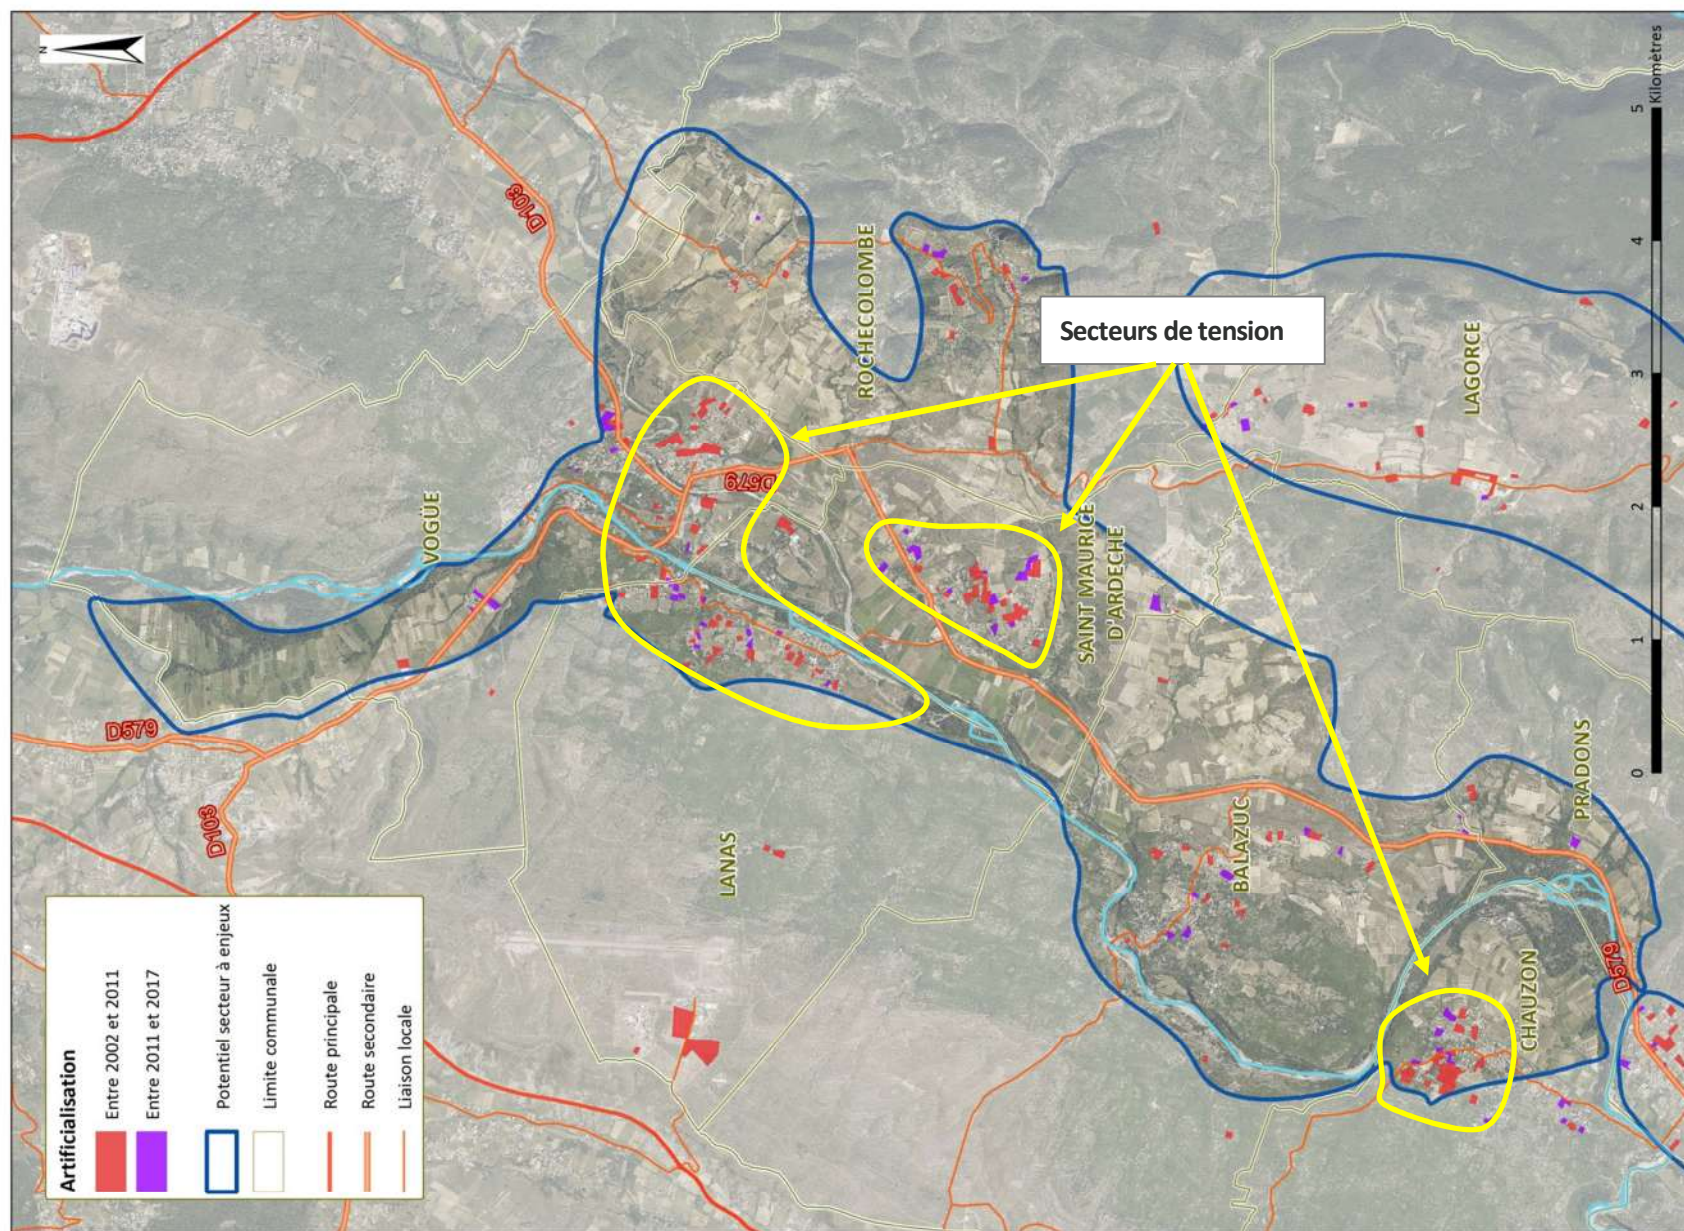 N
D103
VOGÜE
D579
D103
D579
ROCHECOLOMBE
Secteurs de tension
LAGORCE
SAINT MAURICE
D'ARDECHE
LANAS
BALAZUC
PRADONS
CHAUZON
D579
0
1
2
3
4
5
Kilomètres
Artificialisation
Entre 2002 et 2011
Entre 2011 et 2017
Potentiel secteur à enjeux
Limite communale
Route principale
Route secondaire
Liaison locale